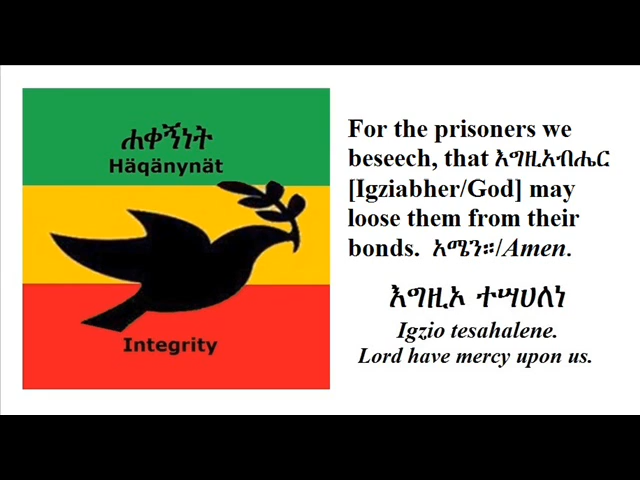 ሐቀኝነት
Häqänynät
Integrity
For the prisoners we
beseech, that እግዚአብሔር
[Igziabher/God] may
loose them from their
bonds. አሜን።/Amen.
እግዚኦ ተሣሀለነ
Igzio tesahalene.
Lord have mercy upon us.